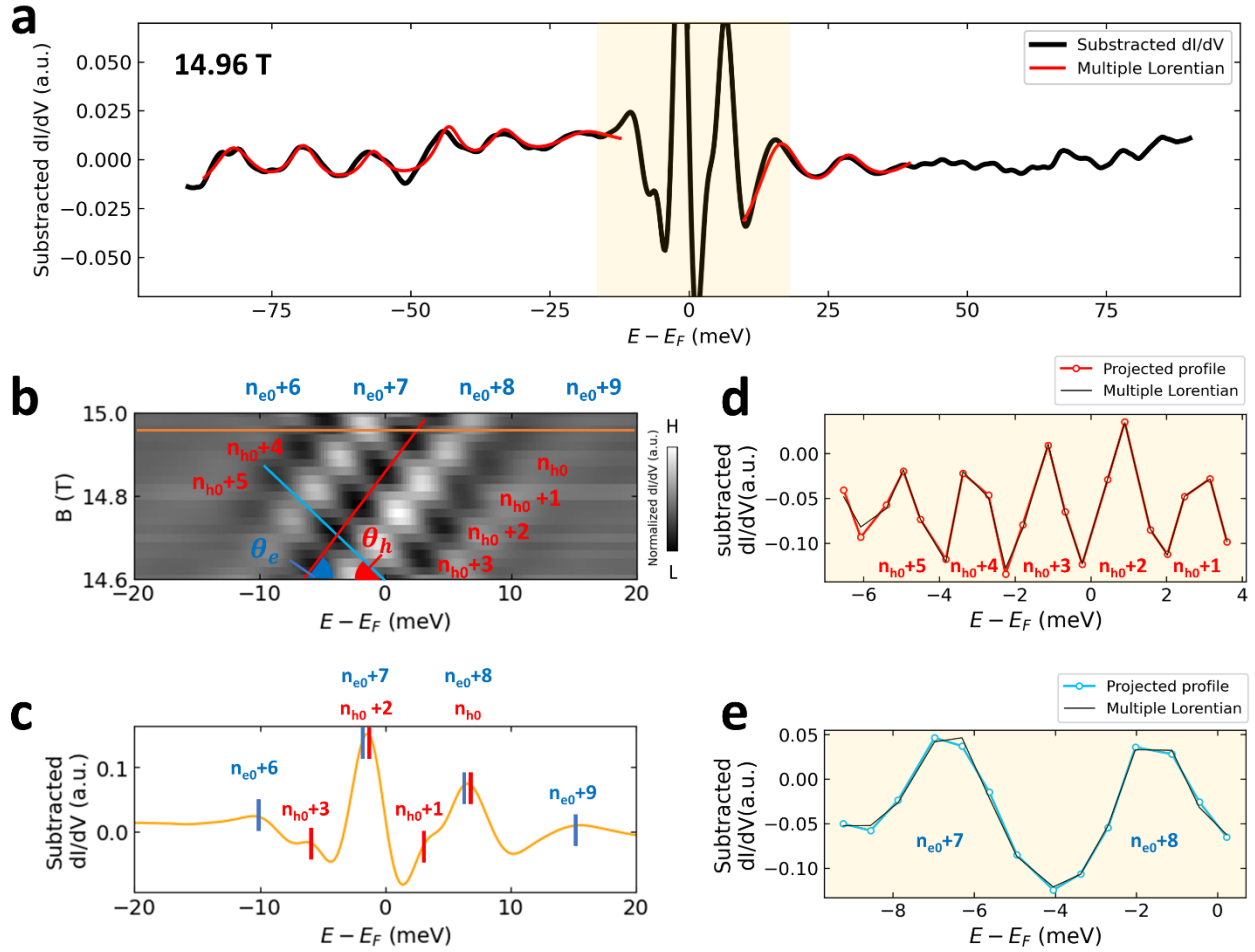 a
14.96 T
Substracted dI/dV
Multiple Lorentian
Substracted dI/dV (a.u.)
0.050
0.025
0.000
−0.025
−0.050
−75 −50 −25 0 25 50 75
E − E_F (meV)
b
n_e0+6 n_e0+7 n_e0+8 n_e0+9
B (T)
15.0
14.8
14.6
n_h0+4
n_h0+5
n_h0
n_h0+1
n_h0 +2
n_h0+3
θ_e
θ_h
−20 −10 0 10 20
E − E_F (meV)
H
Normalized dI/dV (a.u.)
L
c
n_e0+7 n_e0+8
n_h0 +2 n_h0
n_e0+6
n_h0+3
n_h0+1
n_e0+9
Subtracted
dI/dV (a.u.)
0.1
0.0
−20 −10 0 10 20
E − E_F (meV)
d
Projected profile
Multiple Lorentian
subtracted
dI/dV(a.u.)
0.00
−0.05
−0.10
n_h0+5 n_h0+4 n_h0+3 n_h0+2 n_h0+1
−6 −4 −2 0 2 4
E − E_F (meV)
e
Projected profile
Multiple Lorentian
Subtracted
dI/dV(a.u.)
0.05
0.00
−0.05
−0.10
n_e0+7
n_e0+8
−8 −6 −4 −2 0
E − E_F (meV)